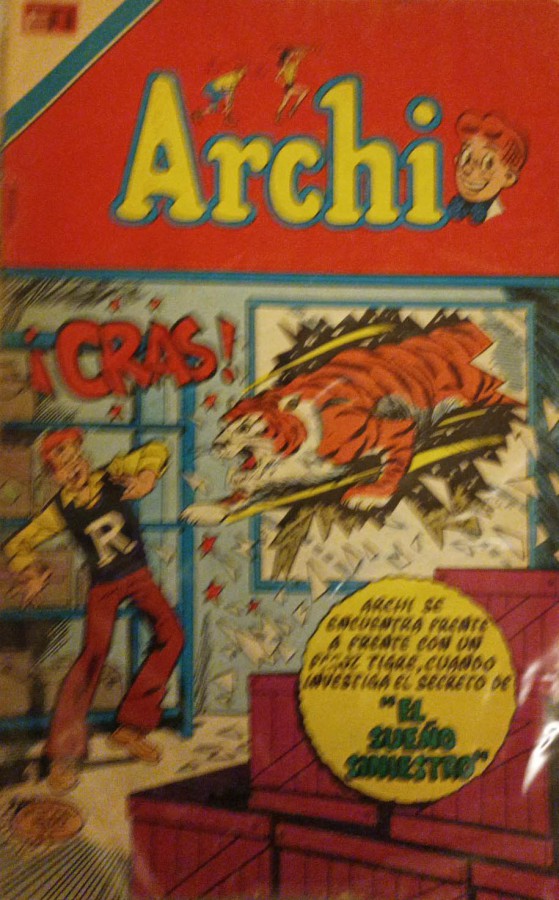 Archi
¡CRAS!
R
ARCHI SE
ENCUENTRA FRENTE
A FRENTE CON UN
TIGRE, CUANDO
INVESTIGA EL SECRETO DE
"EL
SUEÑO
SINIESTRO"